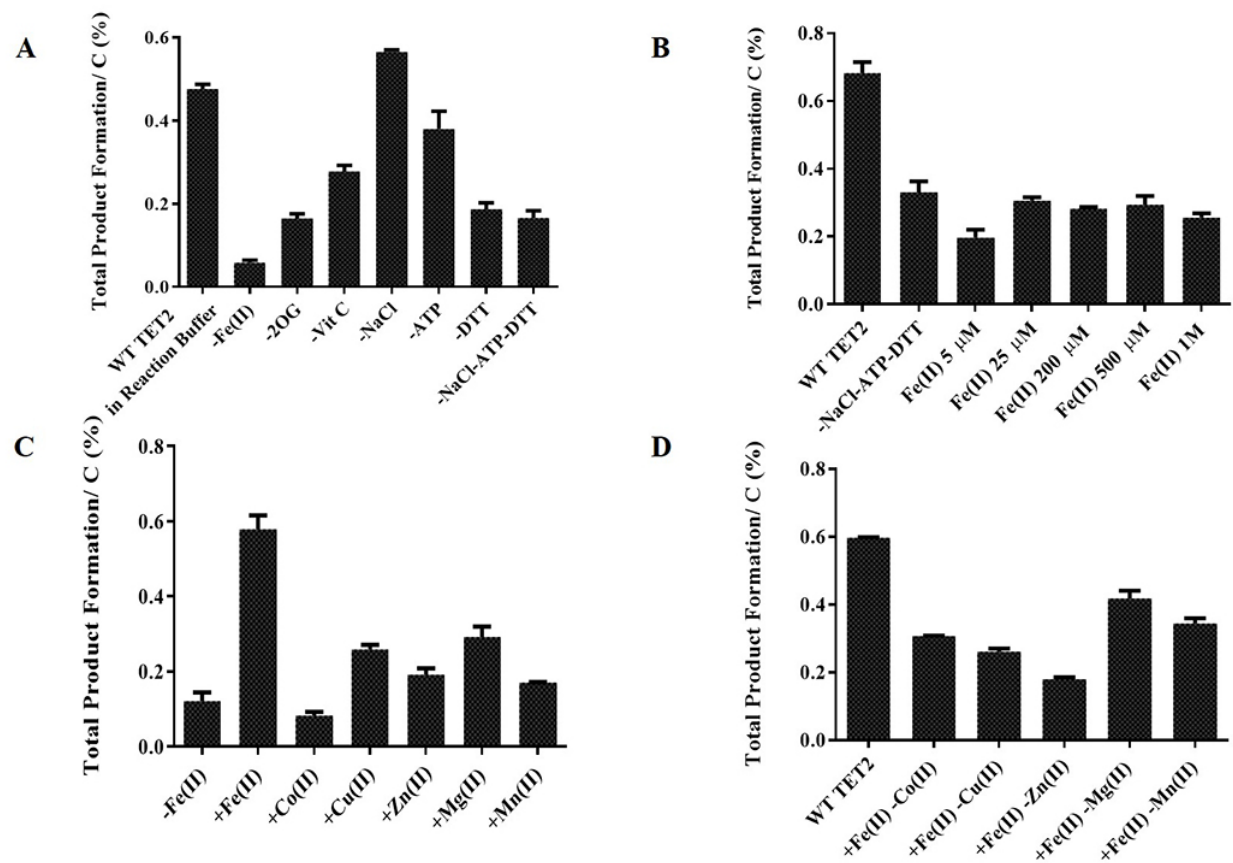 A
Total Product Formation/ C (%)
0.6
0.4
0.2
0.0
WT TET2
in Reaction Buffer
-Fe(II)
-2OG
-Vit C
-NaCl
-ATP
-DTT
-NaCl-ATP-DTT
B
Total Product Formation/ C (%)
0.8
0.6
0.4
0.2
0.0
WT TET2
-NaCl-ATP-DTT
Fe(II) 5 μM
Fe(II) 25 μM
Fe(II) 200 μM
Fe(II) 500 μM
Fe(II) 1M
C
Total Product Formation/ C (%)
0.8
0.6
0.4
0.2
0.0
-Fe(II)
+Fe(II)
+Co(II)
+Cu(II)
+Zn(II)
+Mg(II)
+Mn(II)
D
Total Product Formation/ C (%)
0.8
0.6
0.4
0.2
0.0
WT TET2
+Fe(II) -Co(II)
+Fe(II) -Cu(II)
+Fe(II) -Zn(II)
+Fe(II) -Mg(II)
+Fe(II) -Mn(II)